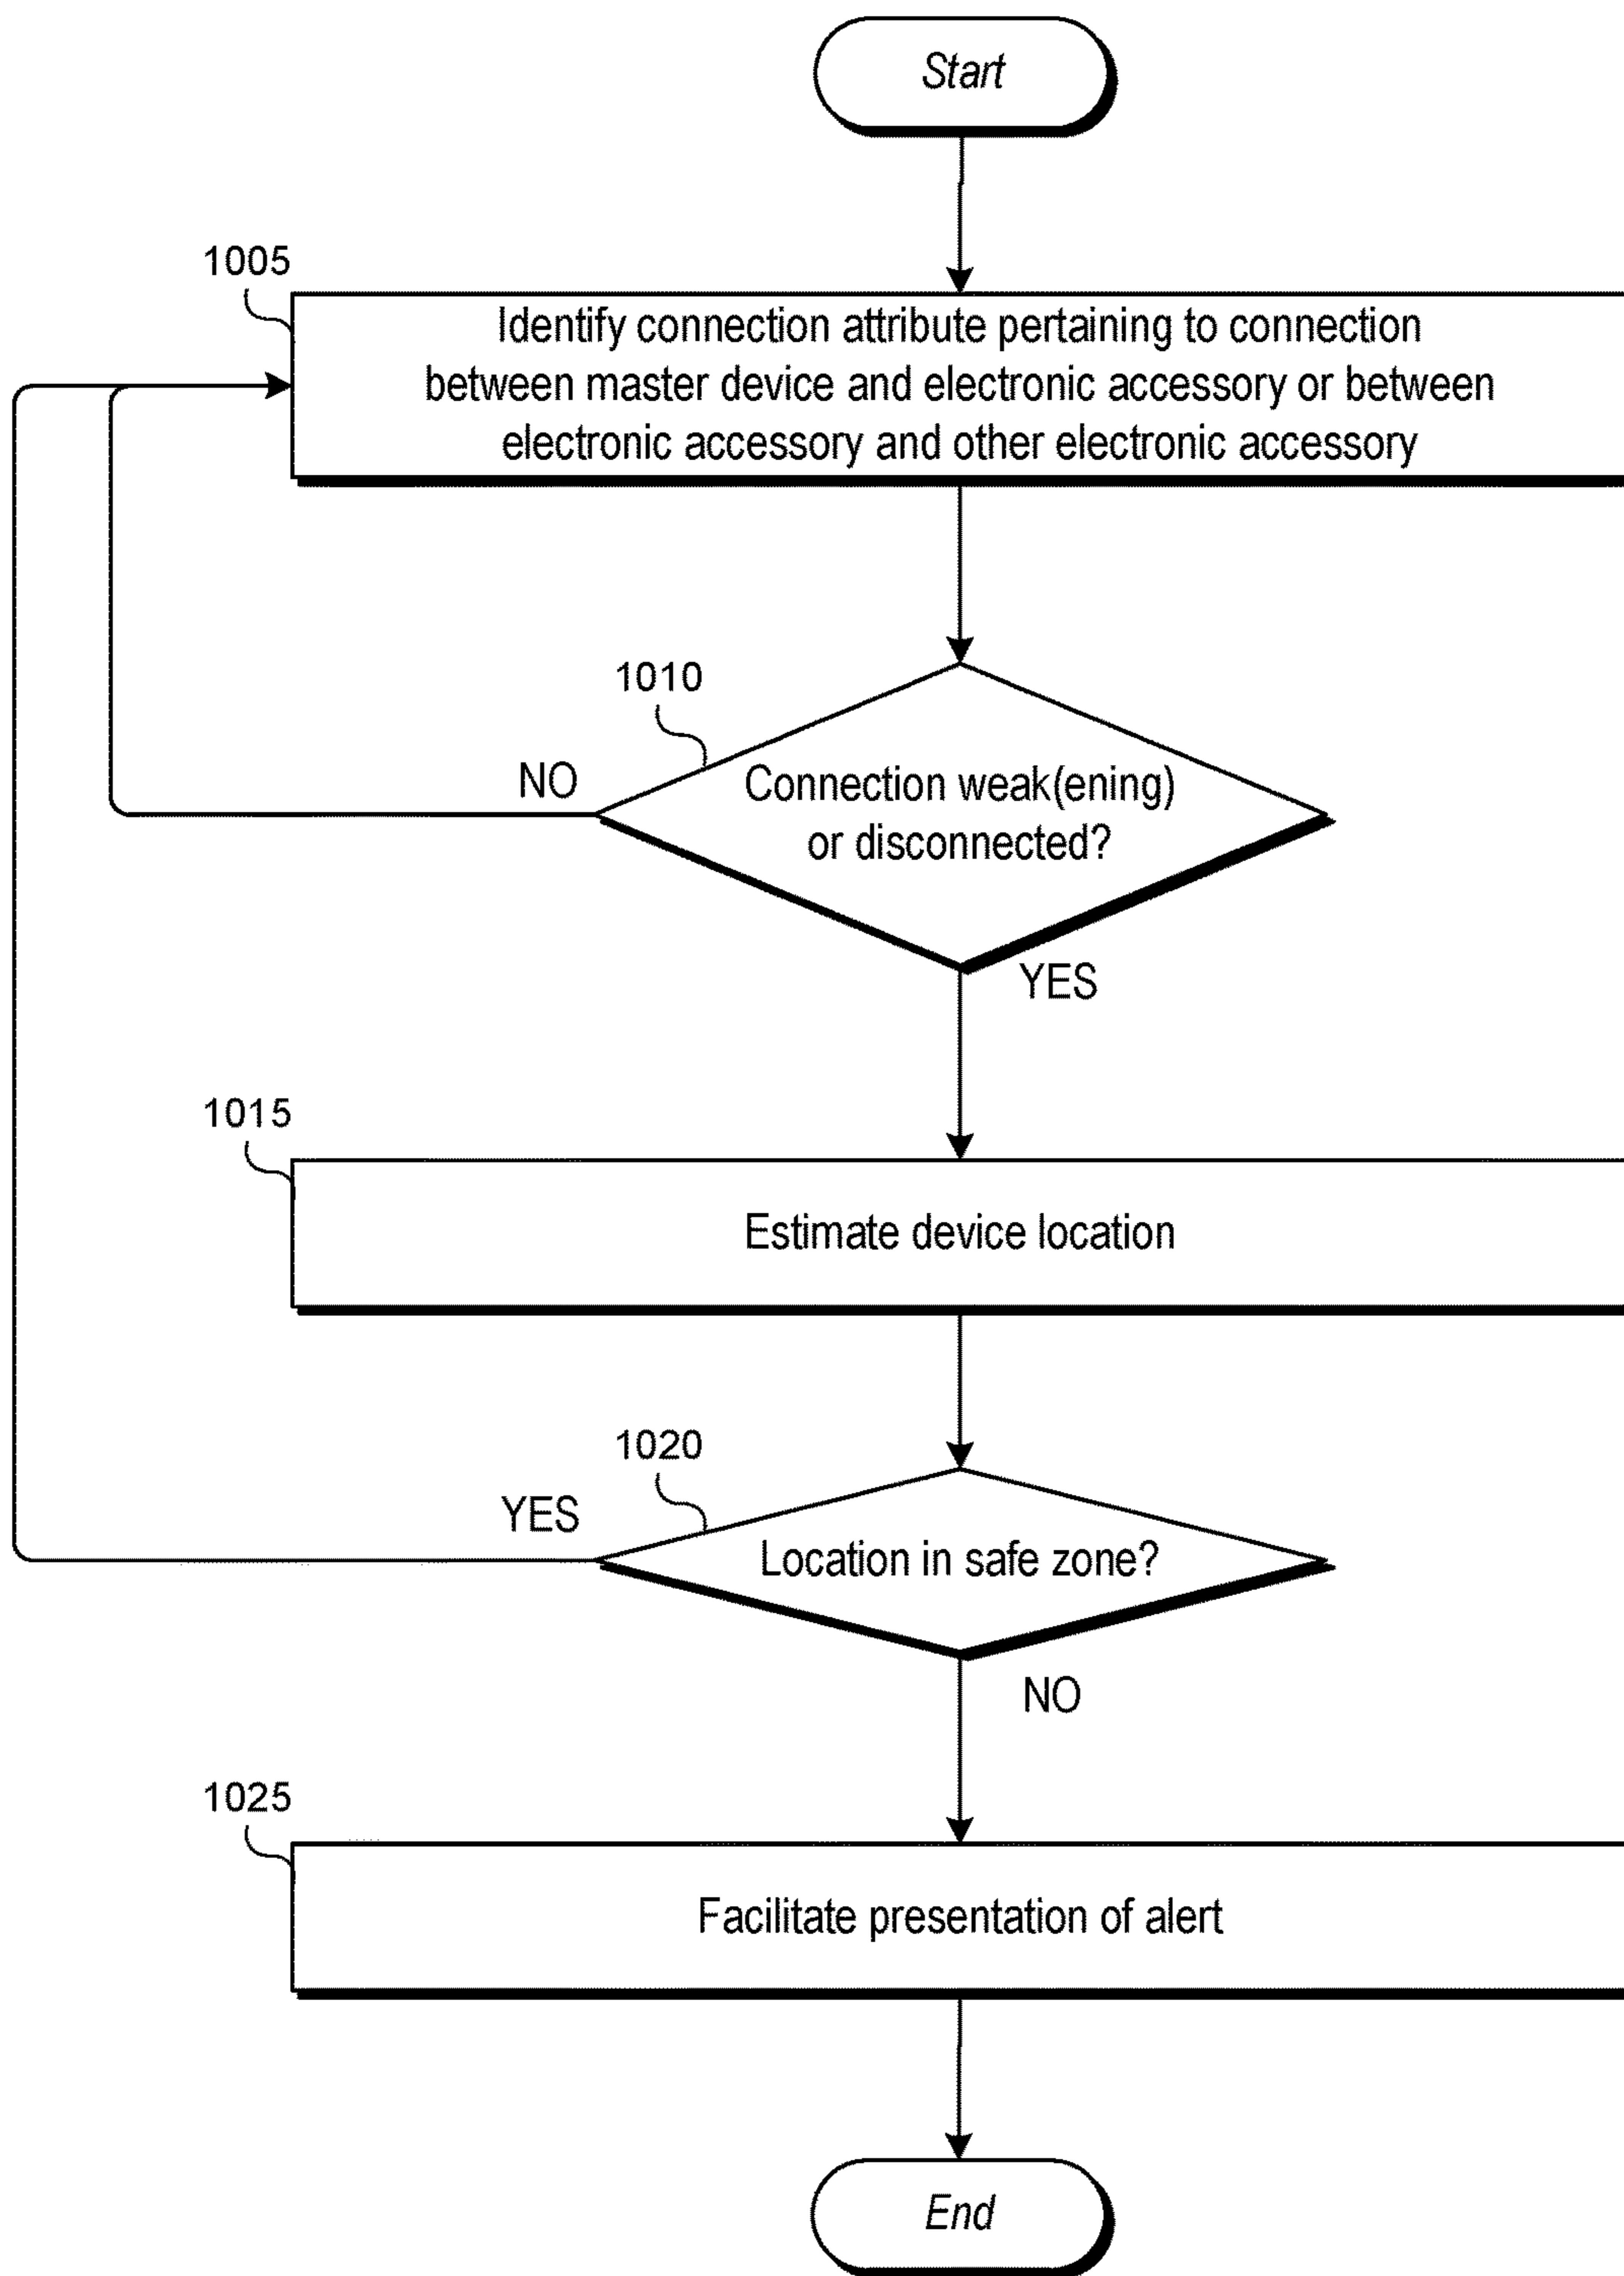 Start
1005
Identify connection attribute pertaining to connection
between master device and electronic accessory or between
electronic accessory and other electronic accessory
1010
NO
Connection weak(ening)
or disconnected?
YES
1015
Estimate device location
1020
YES
Location in safe zone?
NO
1025
Facilitate presentation of alert
End